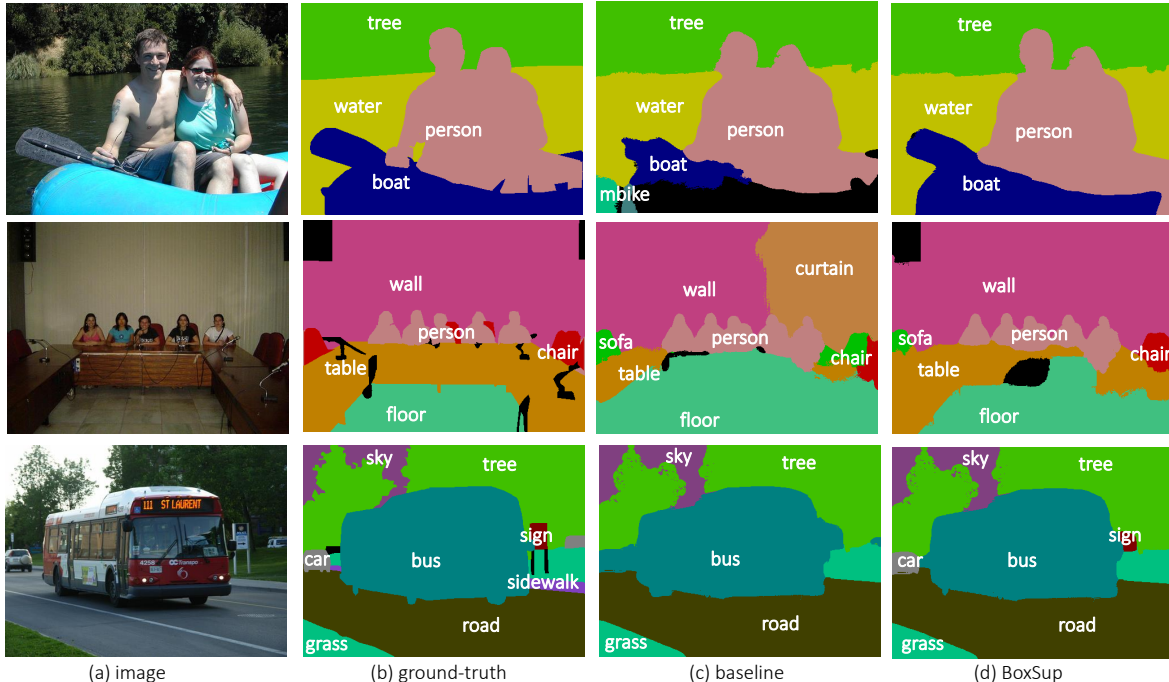 tree
tree
tree
water
water
water
person
person
person
boat
boat
boat
mbike
wall
wall
curtain
wall
person
person
person
chair
sofa
chair
sofa
chair
table
table
table
floor
floor
floor
111 ST LAURENT
4258
OC Transpo
sky
tree
sky
tree
sky
tree
sign
sign
car
bus
bus
car
bus
sidewalk
road
road
road
grass
grass
grass
(a) image
(b) ground-truth
(c) baseline
(d) BoxSup